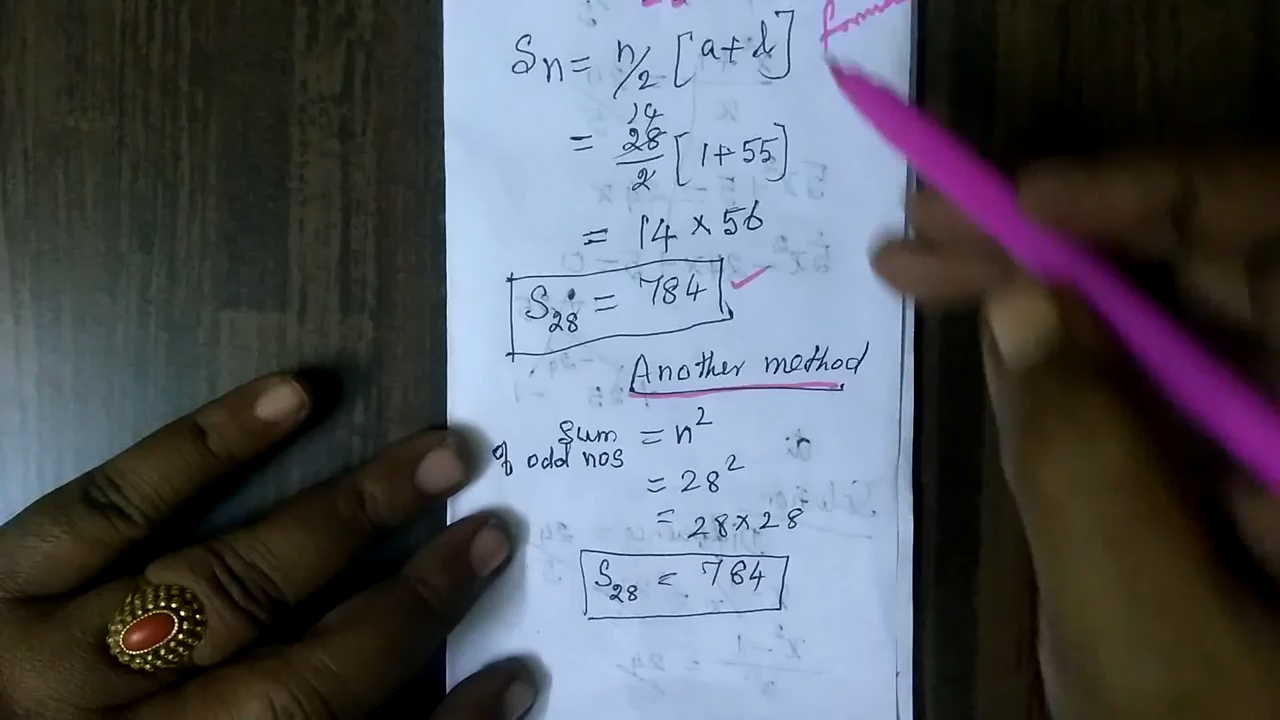 Sn = n/2 [a+d]
14
= 28/2 [1+55]
= 14 × 56
S28 = 784 ✓
Another method
Sum = n²
of odd nos
= 28²
= 28×28
S28 = 784